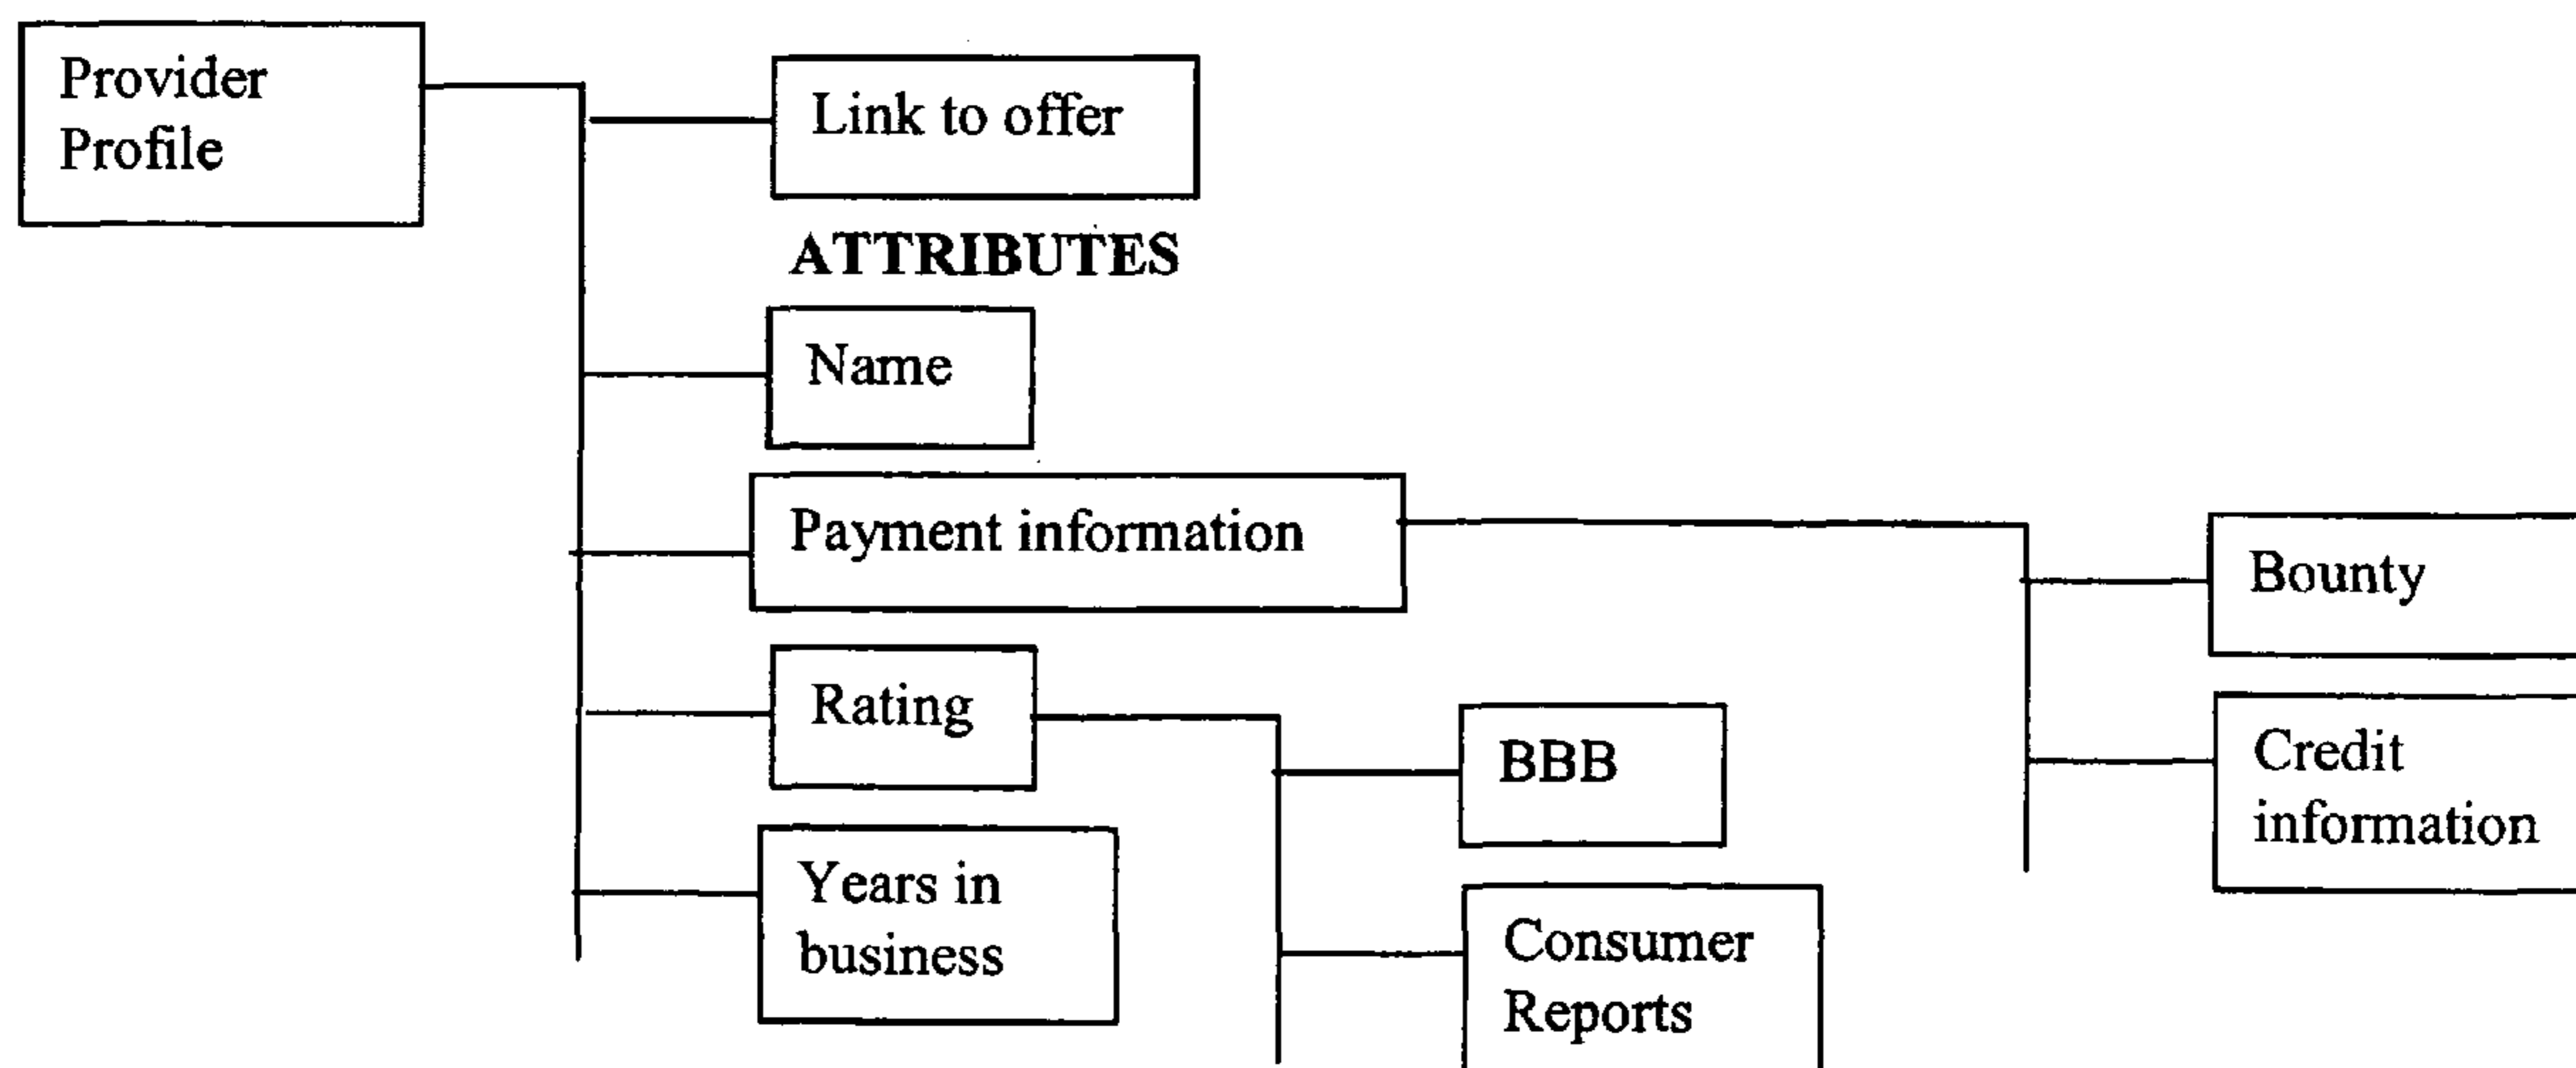 Provider
Profile
Link to offer
ATTRIBUTES
Name
Payment information
Bounty
Rating
BBB
Credit
information
Years in
business
Consumer
Reports